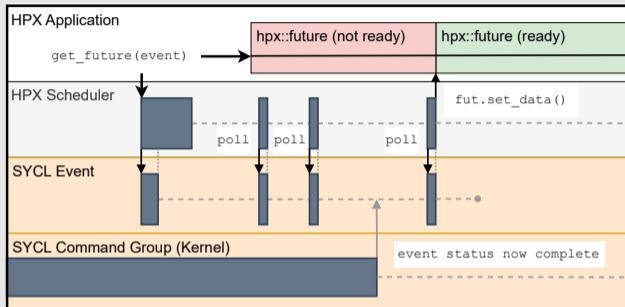 HPX Application
hpx::future (not ready)
hpx::future (ready)
get_future(event)
HPX Scheduler
fut.set_data()
poll
poll
poll
SYCL Event
SYCL Command Group (Kernel)
event status now complete